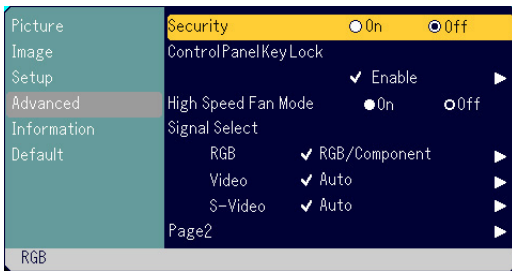 Picture
Image
Setup
Advanced
Information
Default
Security On Off
ControlPanelKeyLock
Enable
High Speed Fan Mode On Off
Signal Select
RGB RGB/Component
Video Auto
S-Video Auto
Page2
RGB